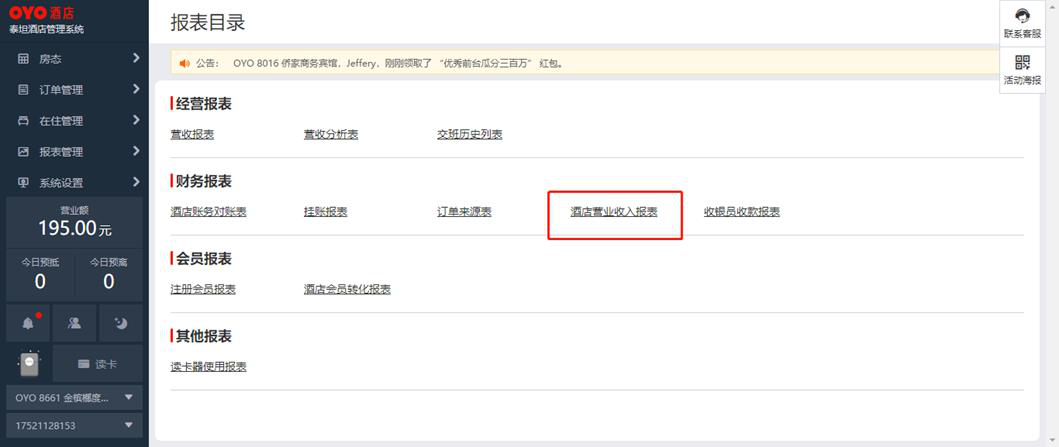 OYO 酒店
泰坦酒店管理系统
房态
订单管理
在住管理
报表管理
系统设置
营业额
195.00 元
今日预抵 今日预离
0 0
读卡
OYO 8661 金槟榔度...
17521128153
报表目录
公告： OYO 8016 侨家商务宾馆，Jeffery，刚刚领取了 “优秀前台瓜分三百万” 红包。
联系客服
活动海报
经营报表
营收报表 营收分析表 交班历史列表
财务报表
酒店账务对账表 挂账报表 订单来源表 酒店营业收入报表 收银员收款报表
会员报表
注册会员报表 酒店会员转化报表
其他报表
读卡器使用报表